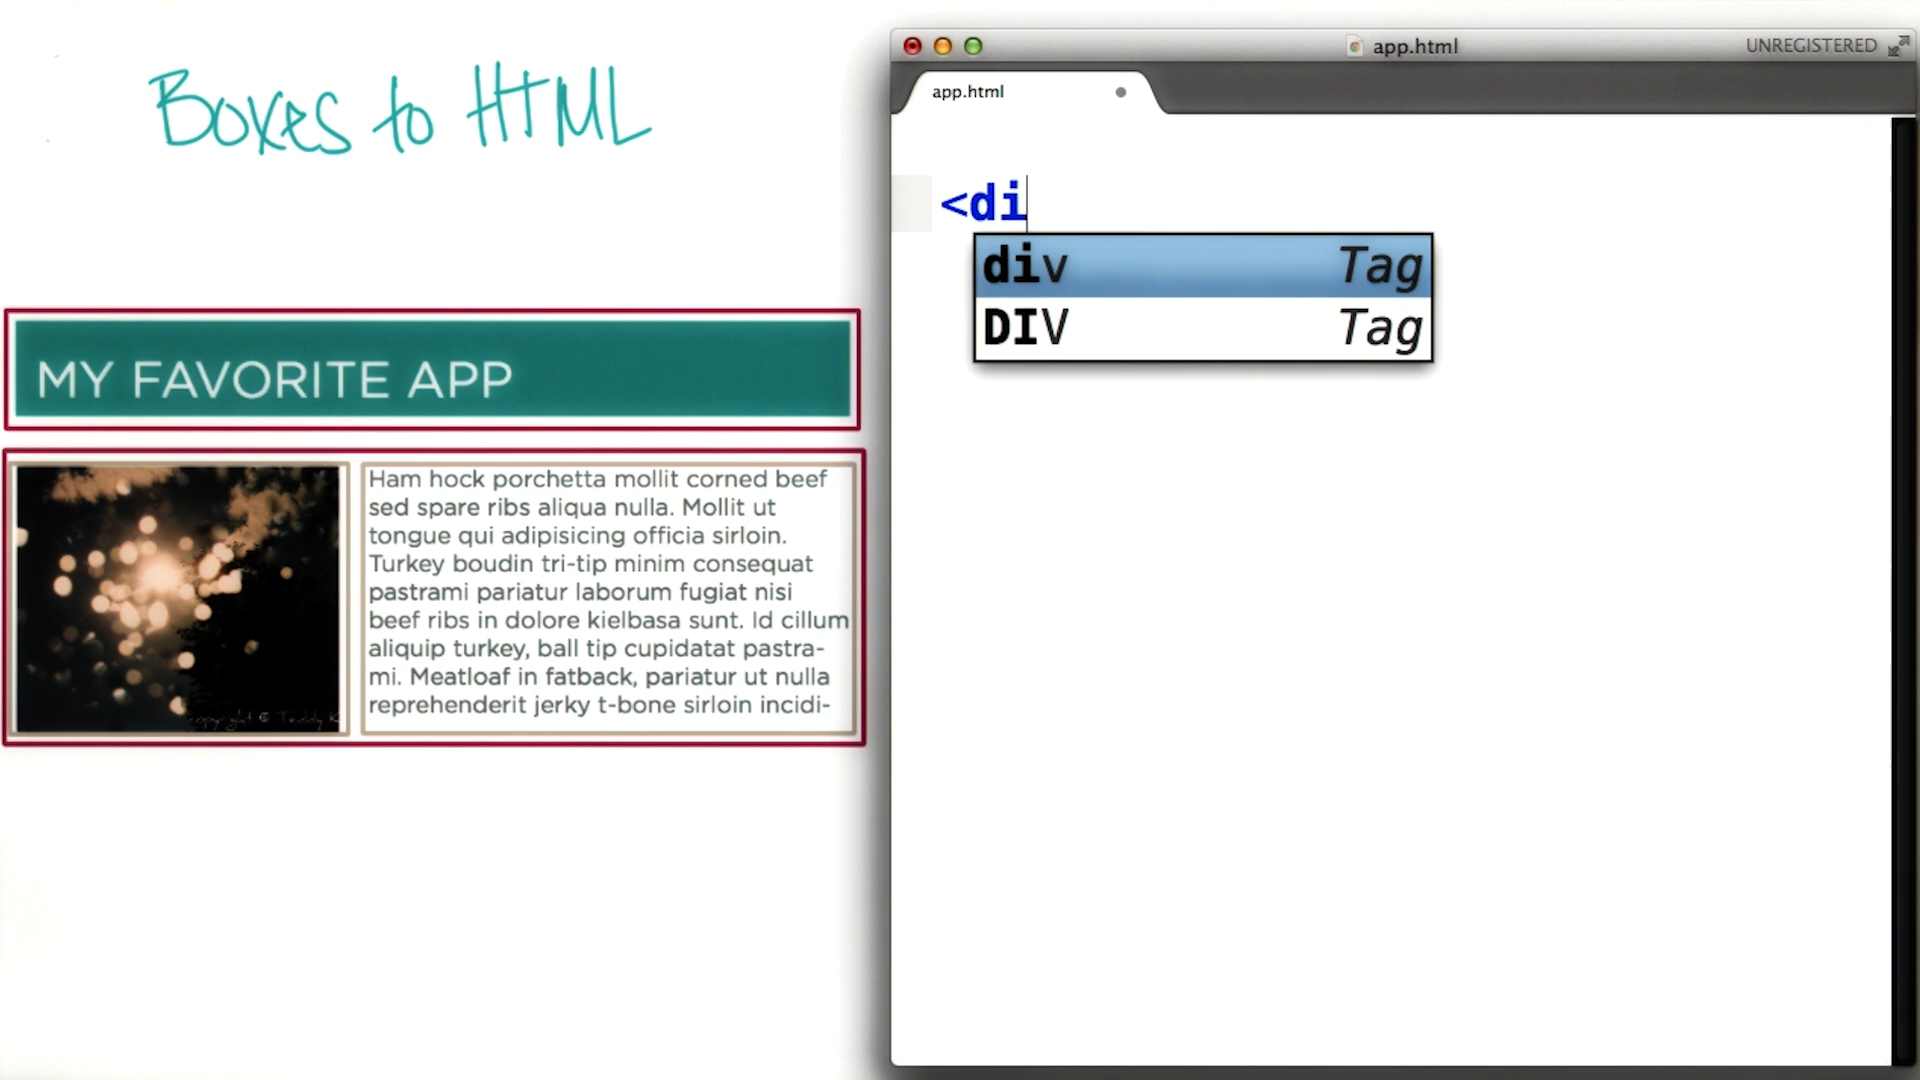 Boxes to HTML
MY FAVORITE APP
Ham hock porchetta mollit corned beef
sed spare ribs aliqua nulla. Mollit ut
tongue qui adipisicing officia sirloin.
Turkey boudin tri-tip minim consequat
pastrami pariatur laborum fugiat nisi
beef ribs in dolore kielbasa sunt. Id cillum
aliquip turkey, ball tip cupidatat pastra-
mi. Meatloaf in fatback, pariatur ut nulla
reprehenderit jerky t-bone sirloin incidi-
copyright © Teddy K
app.html
UNREGISTERED
app.html
<di
div Tag
DIV Tag